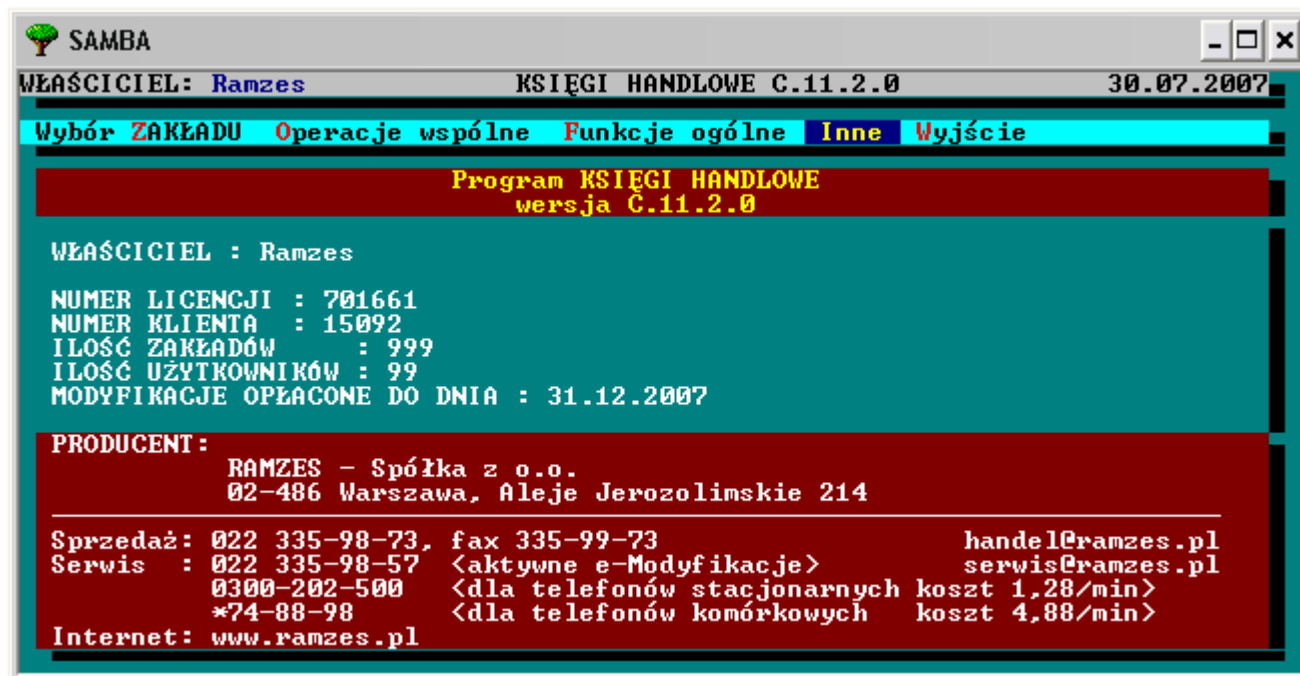 SAMBA
WŁAŚCICIEL: Ramzes KSIĘGI HANDLOWE C.11.2.0 30.07.2007
Wybór ZAKŁADU Operacje wspólne Funkcje ogólne Inne Wyjście
Program KSIĘGI HANDLOWE
wersja C.11.2.0
WŁAŚCICIEL : Ramzes
NUMER LICENCJI : 701661
NUMER KLIENTA : 15092
ILOŚĆ ZAKŁADÓW : 999
ILOŚĆ UŻYTKOWNIKÓW : 99
MODYFIKACJE OPŁACONE DO DNIA : 31.12.2007
PRODUCENT:
RAMZES - Spółka z o.o.
02-486 Warszawa, Aleje Jerozolimskie 214
Sprzedaż: 022 335-98-73, fax 335-99-73 handel@ramzes.pl
Serwis : 022 335-98-57 <aktywne e-Modyfikacje> serwis@ramzes.pl
0300-202-500 <dla telefonów stacjonarnych koszt 1,28/min>
*74-88-98 <dla telefonów komórkowych koszt 4,88/min>
Internet: www.ramzes.pl